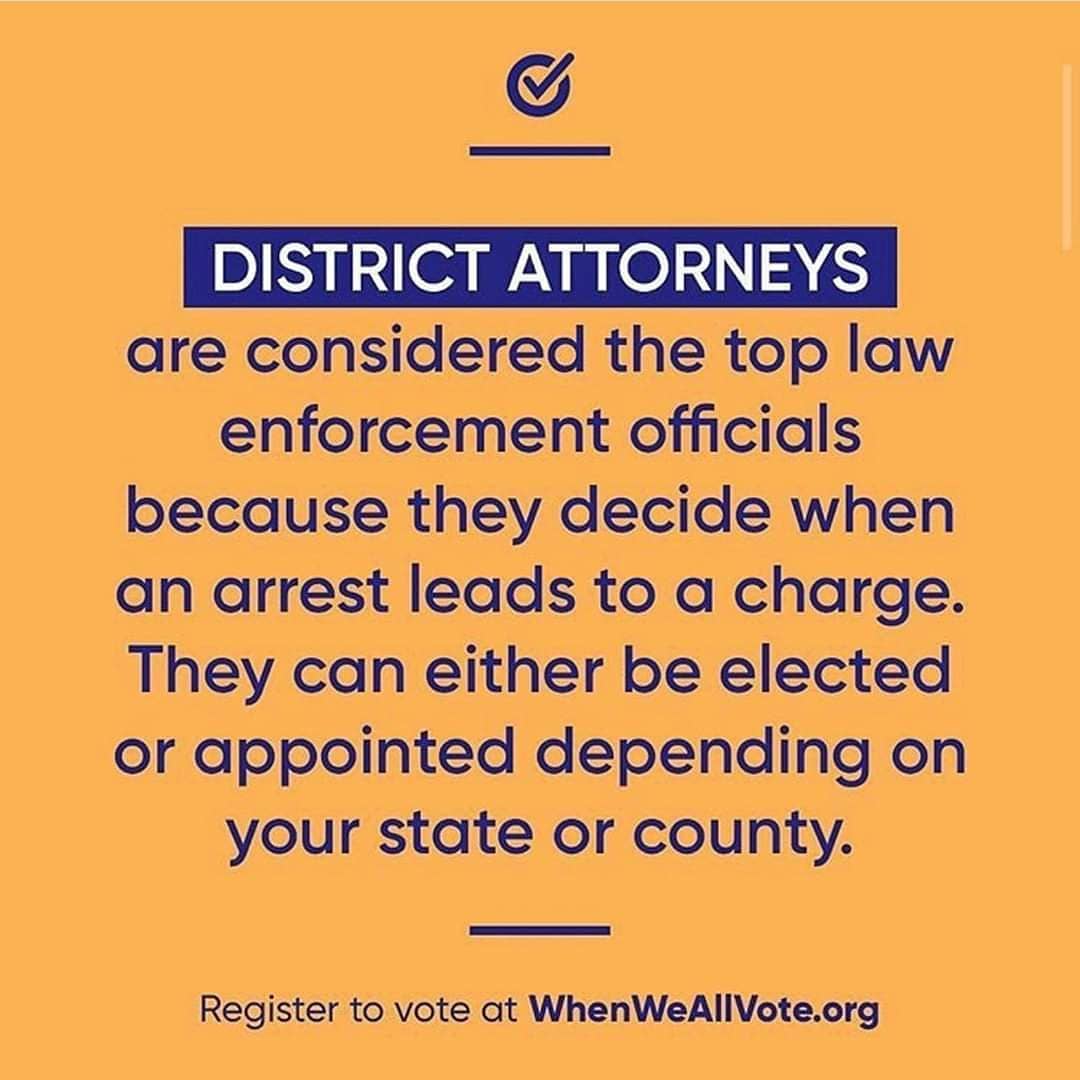 DISTRICT ATTORNEYS
are considered the top law
enforcement officials
because they decide when
an arrest leads to a charge.
They can either be elected
or appointed depending on
your state or county.
Register to vote at WhenWeAllVote.org